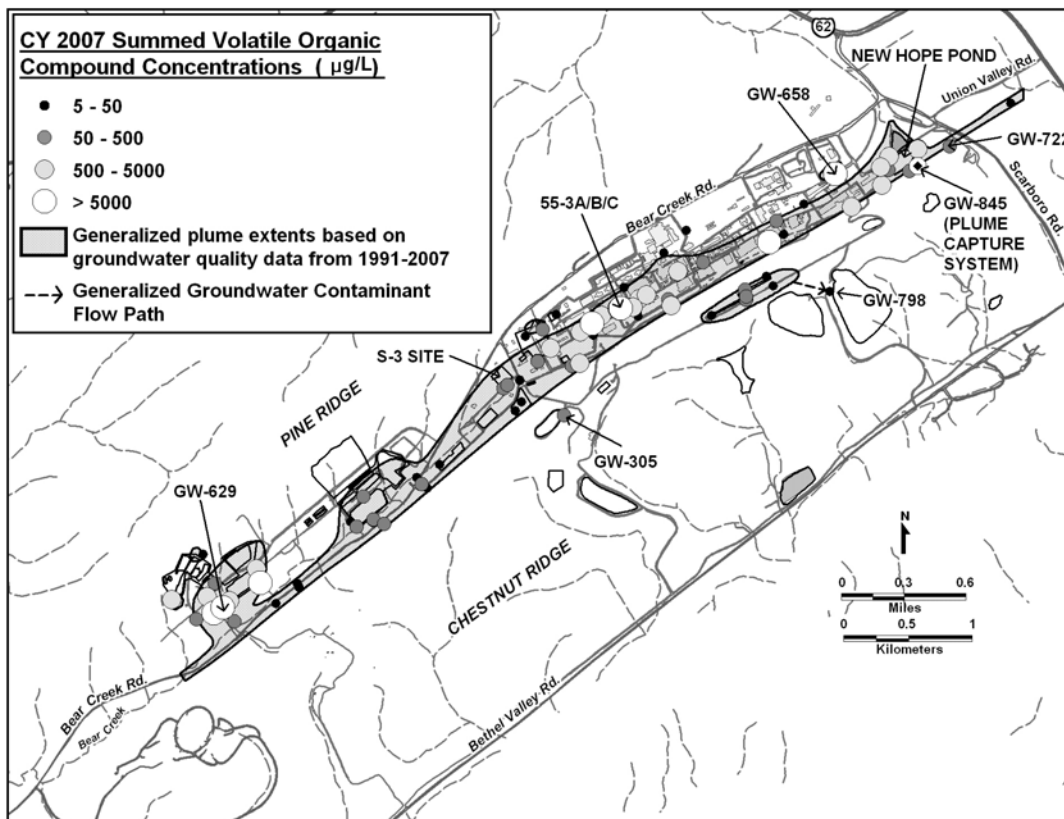 CY 2007 Summed Volatile Organic
Compound Concentrations ( µg/L)
5 - 50
50 - 500
500 - 5000
> 5000
Generalized plume extents based on
groundwater quality data from 1991-2007
Generalized Groundwater Contaminant
Flow Path
62
NEW HOPE POND
Union Valley Rd.
GW-658
GW-722
Scarboro Rd.
Bear Creek Rd.
55-3A/B/C
GW-845
(PLUME
CAPTURE
SYSTEM)
GW-798
S-3 SITE
PINE RIDGE
GW-305
GW-629
CHESTNUT RIDGE
N
0 0.3 0.6
Miles
0 0.5 1
Kilometers
Bear Creek Rd.
Bear Creek
Bethel Valley Rd.